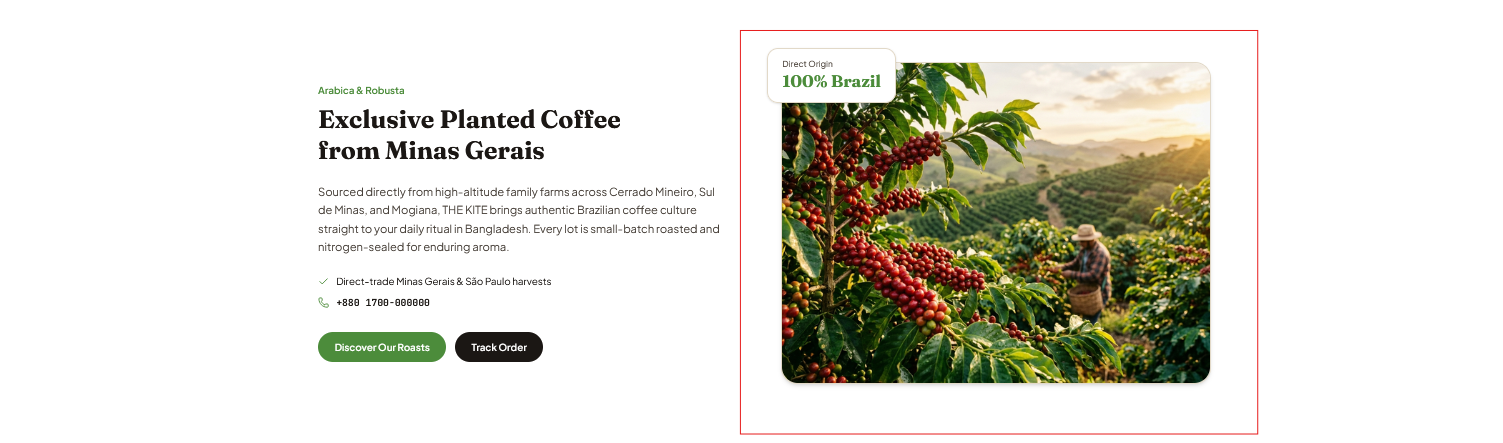 Arabica & Robusta
Exclusive Planted Coffee
from Minas Gerais
Sourced directly from high-altitude family farms across Cerrado Mineiro, Sul
de Minas, and Mogiana, THE KITE brings authentic Brazilian coffee culture
straight to your daily ritual in Bangladesh. Every lot is small-batch roasted and
nitrogen-sealed for enduring aroma.
Direct-trade Minas Gerais & São Paulo harvests
+880 1700-000000
Discover Our Roasts
Track Order
Direct Origin
100% Brazil